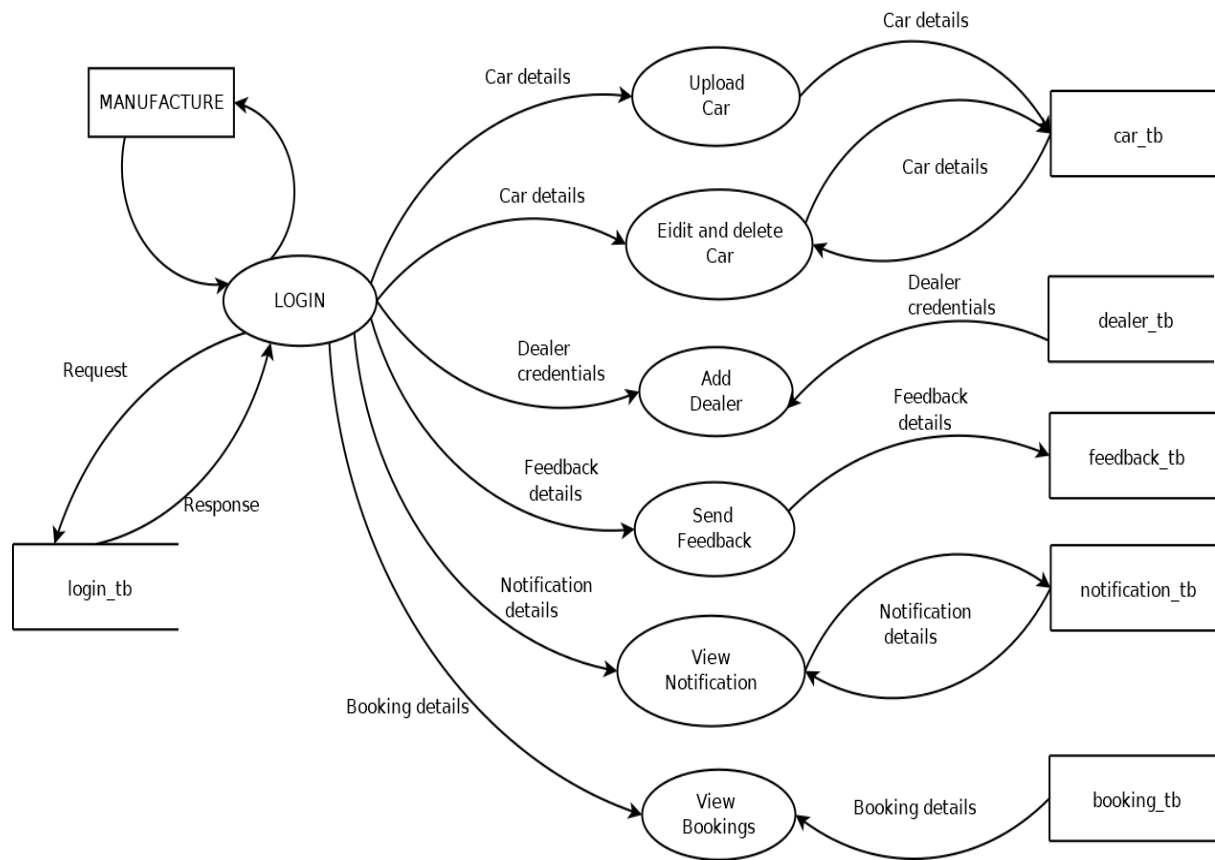 Car details
Car details
Upload
Car
MANUFACTURE
car_tb
Car details
Car details
Eidit and delete
Car
LOGIN
Dealer
credentials
dealer_tb
Request
Dealer
credentials
Add
Dealer
Feedback
details
feedback_tb
Feedback
details
Response
Send
Feedback
login_tb
Notification
details
notification_tb
Notification
details
View
Notification
Booking details
View
Bookings
Booking details
booking_tb